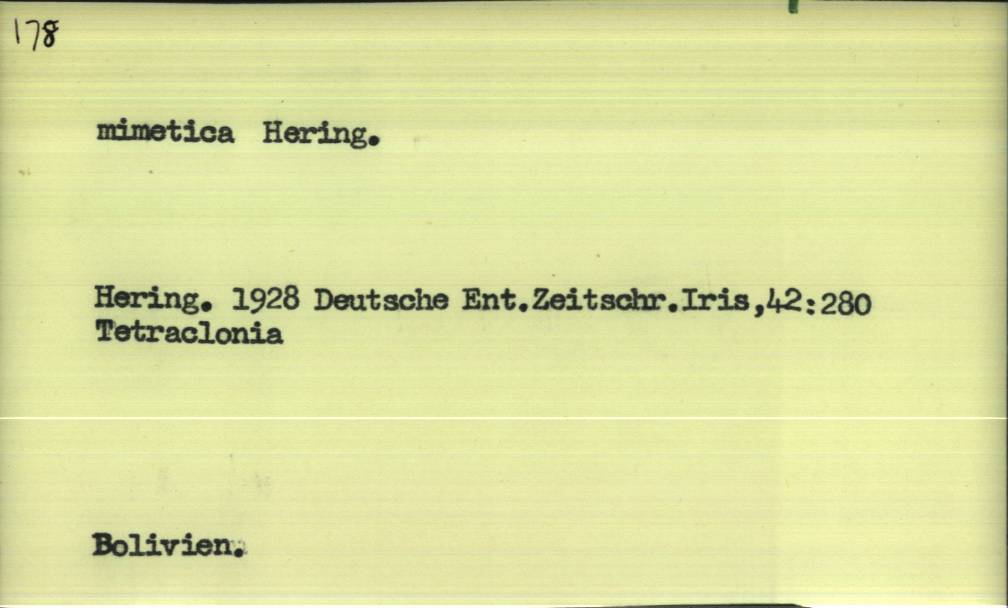 178
mimetica Hering.
Hering. 1928 Deutsche Ent.Zeitschr.Iris,42:280
Tetraclonia
Bolivien.